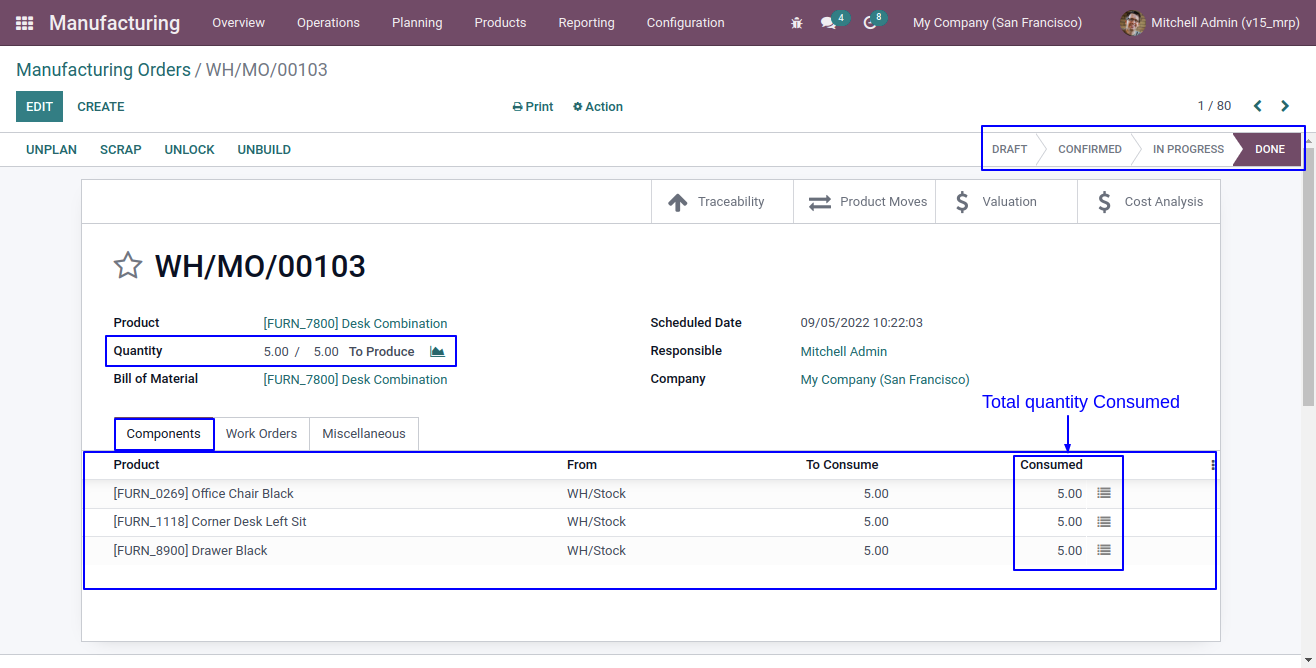 Manufacturing Overview Operations Planning Products Reporting Configuration 4 8 My Company (San Francisco) Mitchell Admin (v15_mrp)
Manufacturing Orders / WH/MO/00103
EDIT CREATE Print Action 1 / 80
UNPLAN SCRAP UNLOCK UNBUILD DRAFT CONFIRMED IN PROGRESS DONE
Traceability Product Moves Valuation Cost Analysis
WH/MO/00103
Product [FURN_7800] Desk Combination Scheduled Date 09/05/2022 10:22:03
Quantity 5.00 / 5.00 To Produce Responsible Mitchell Admin
Bill of Material [FURN_7800] Desk Combination Company My Company (San Francisco)
Total quantity Consumed
Components Work Orders Miscellaneous
Product From To Consume Consumed
[FURN_0269] Office Chair Black WH/Stock 5.00 5.00
[FURN_1118] Corner Desk Left Sit WH/Stock 5.00 5.00
[FURN_8900] Drawer Black WH/Stock 5.00 5.00